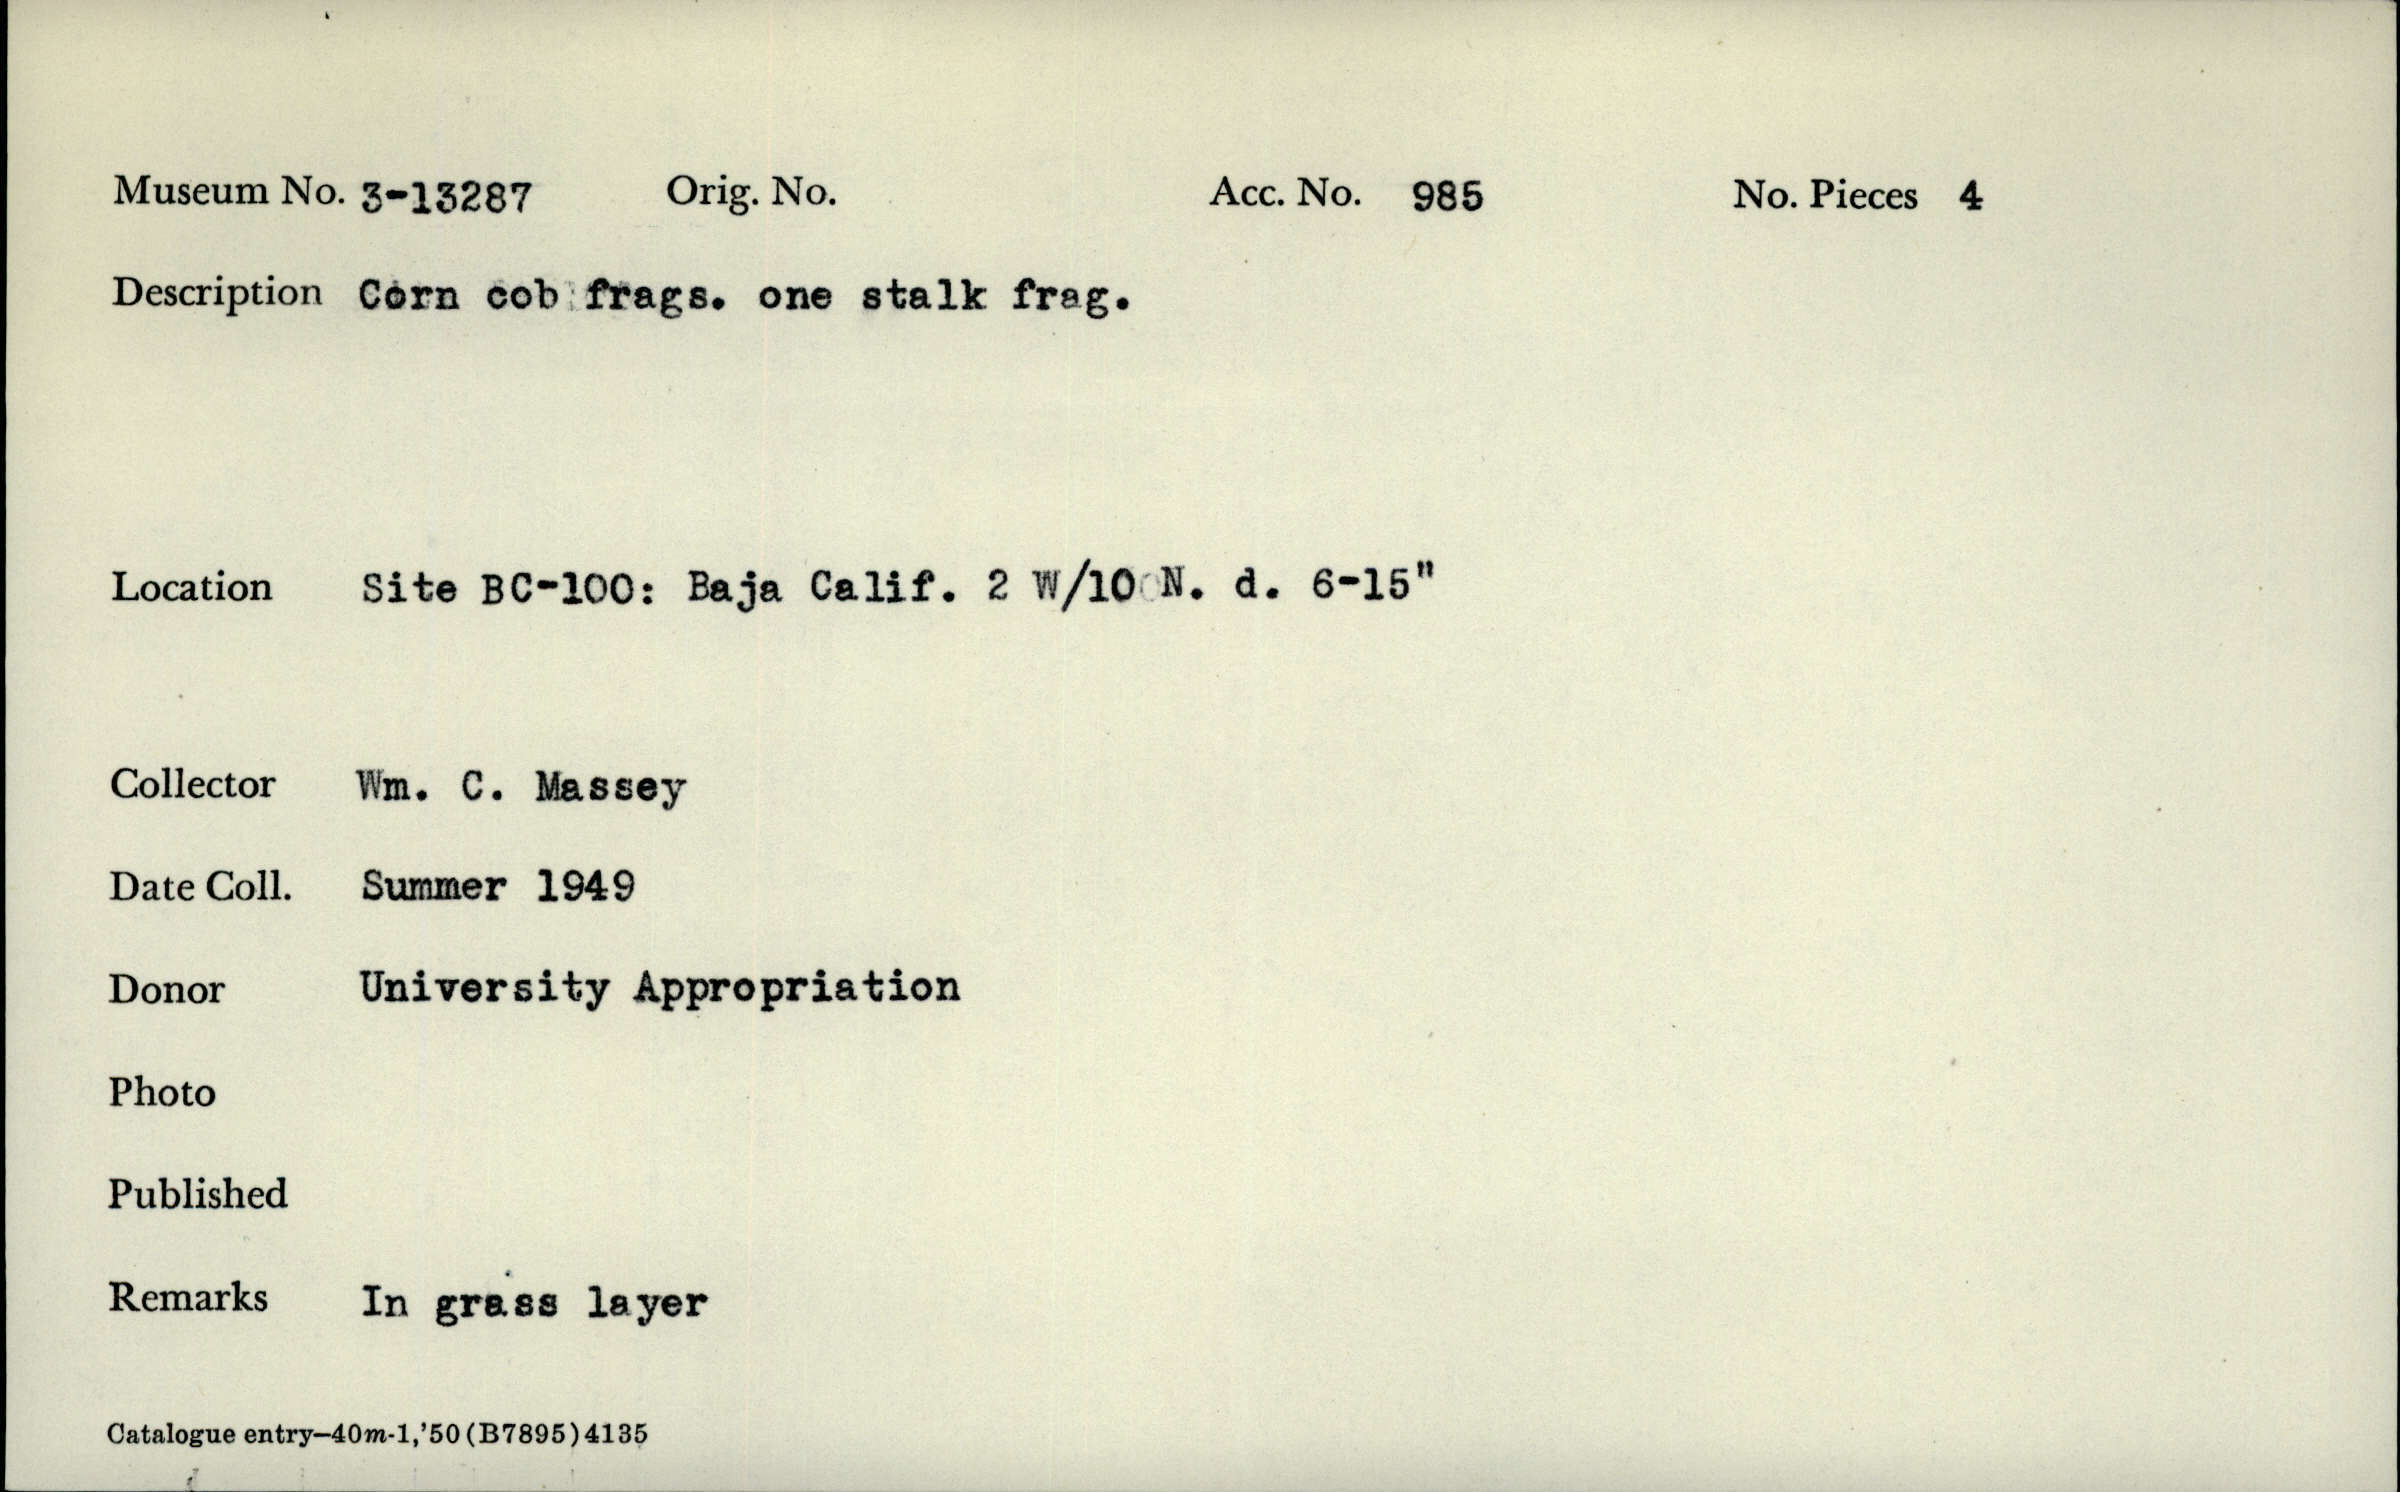 Museum No. 3-13287 Orig. No. Acc. No. 985 No. Pieces 4
Description Corn cob frags. one stalk frag.
Location Site BC-100: Baja Calif. 2 W/10 N. d. 6-15"
Collector Wm. C. Massey
Date Coll. Summer 1949
Donor University Appropriation
Photo
Published
Remarks In grass layer
Catalogue entry—40m-1,'50(B7895)4135